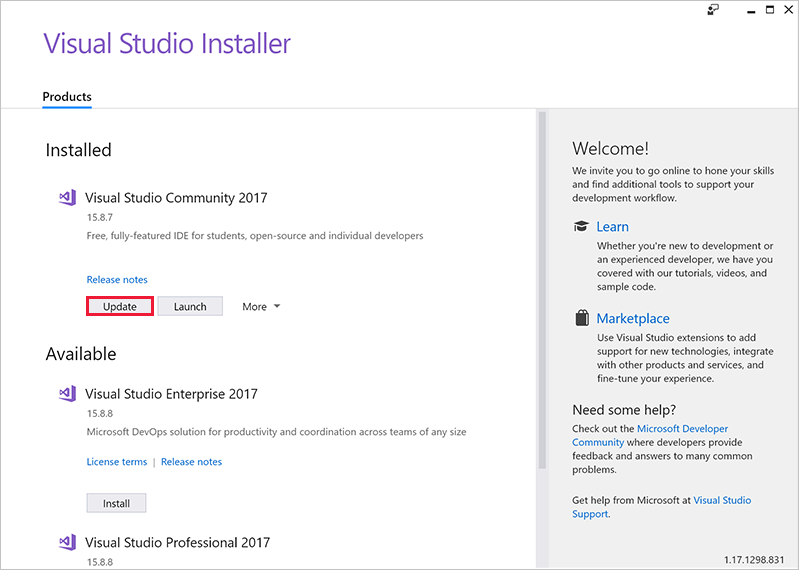 Visual Studio Installer
Products
Installed
Visual Studio Community 2017
15.8.7
Free, fully-featured IDE for students, open-source and individual developers
Release notes
Update
Launch
More
Available
Visual Studio Enterprise 2017
15.8.8
Microsoft DevOps solution for productivity and coordination across teams of any size
License terms | Release notes
Install
Visual Studio Professional 2017
15.8.8
Welcome!
We invite you to go online to hone your skills
and find additional tools to support your
development workflow.
Learn
Whether you're new to development or
an experienced developer, we have you
covered with our tutorials, videos, and
sample code.
Marketplace
Use Visual Studio extensions to add
support for new technologies, integrate
with other products and services, and
fine-tune your experience.
Need some help?
Check out the Microsoft Developer
Community where developers provide
feedback and answers to many common
problems.
Get help from Microsoft at Visual Studio
Support.
1.17.1298.831